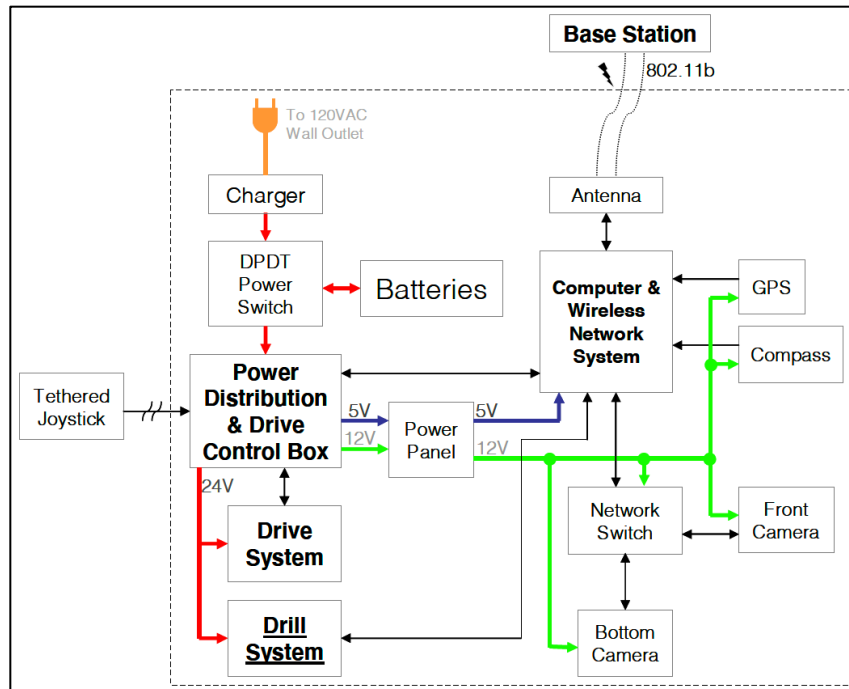 Base Station
802.11b
To 120VAC
Wall Outlet
Charger
Antenna
DPDT
Power
Switch
Batteries
Computer &
Wireless
Network
System
GPS
Compass
Tethered
Joystick
Power
Distribution
& Drive
Control Box
5V
12V
Power
Panel
5V
12V
24V
Drive
System
Network
Switch
Front
Camera
Drill
System
Bottom
Camera